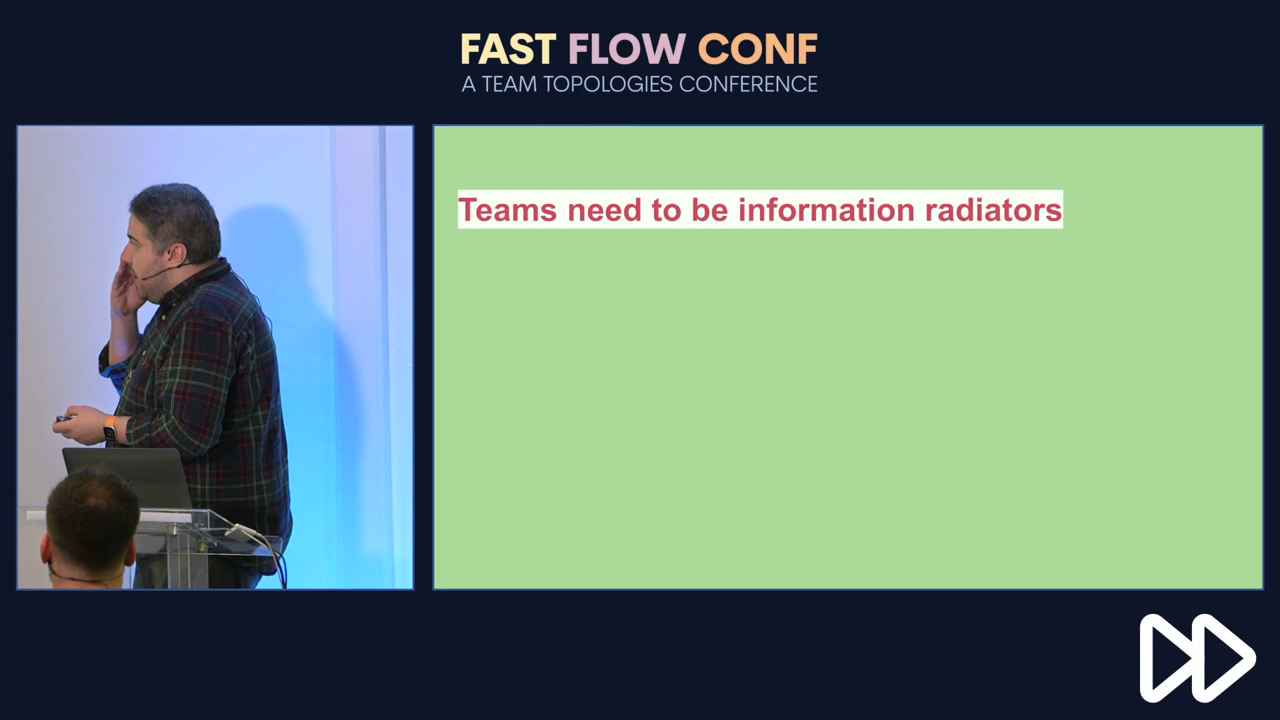 FAST FLOW CONF
A TEAM TOPOLOGIES CONFERENCE
Teams need to be information radiators